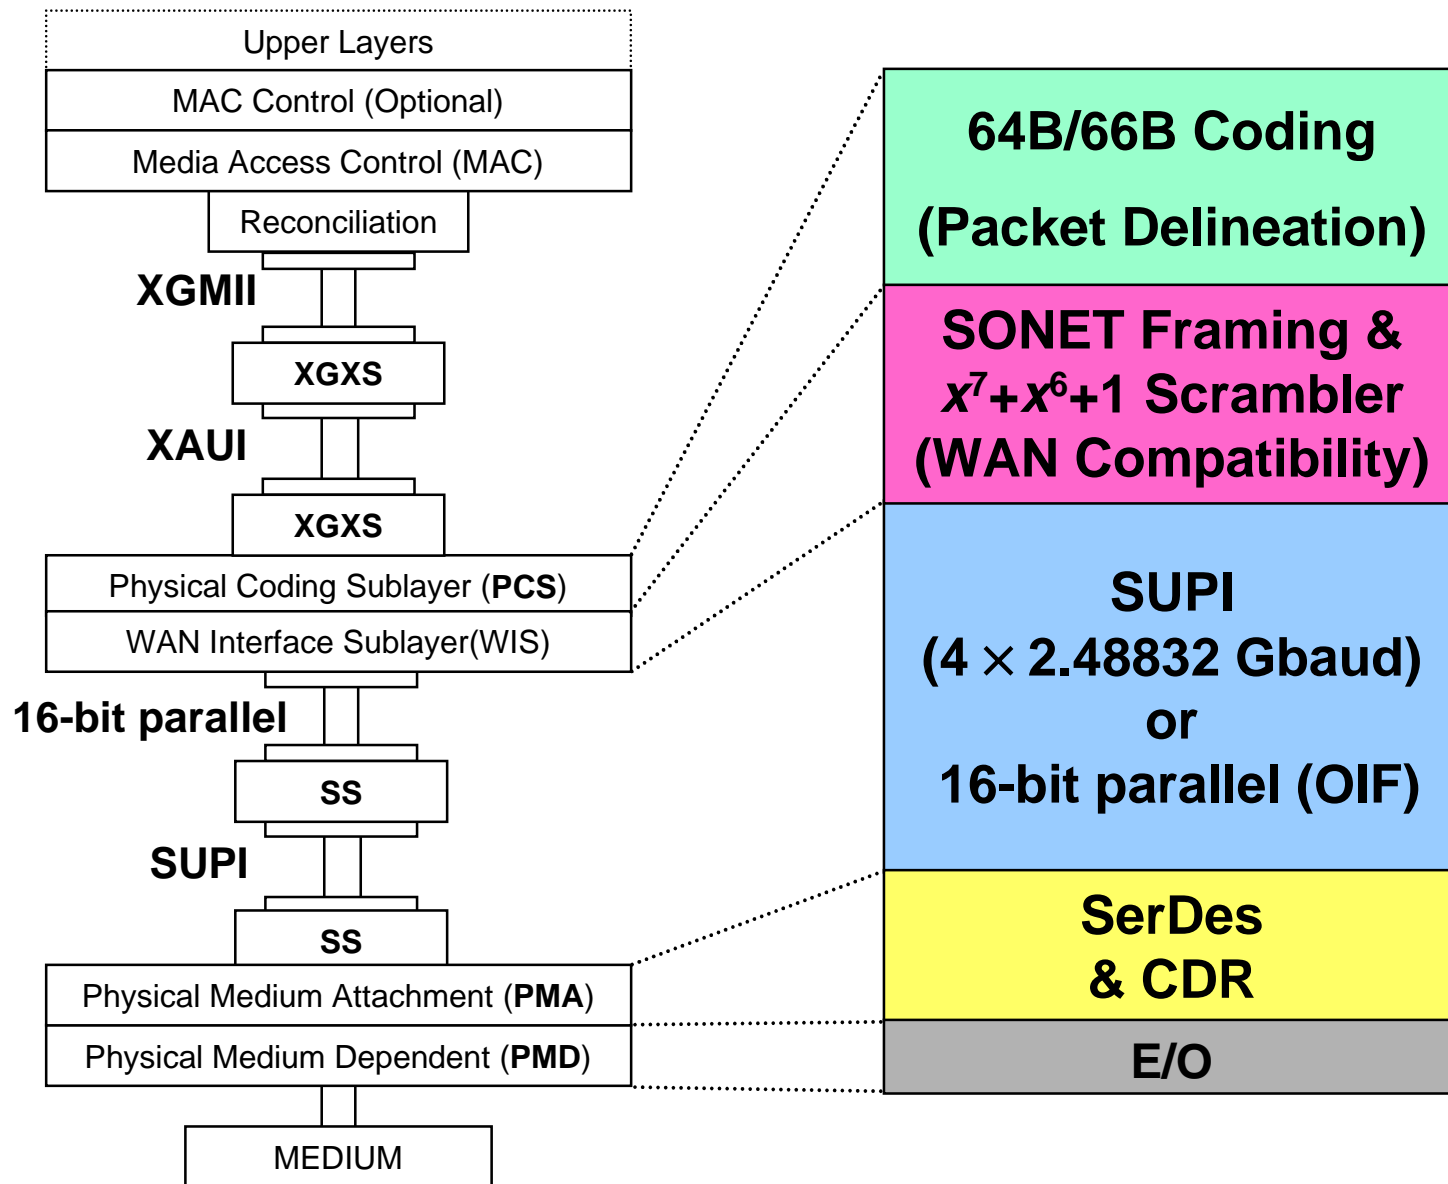 Upper Layers
MAC Control (Optional)
Media Access Control (MAC)
Reconciliation
XGMII
XGXS
XAUI
XGXS
Physical Coding Sublayer (PCS)
WAN Interface Sublayer(WIS)
16-bit parallel
SS
SUPI
SS
Physical Medium Attachment (PMA)
Physical Medium Dependent (PMD)
MEDIUM
64B/66B Coding
(Packet Delineation)
SONET Framing &
x⁷+x⁶+1 Scrambler
(WAN Compatibility)
SUPI
(4 × 2.48832 Gbaud)
or
16-bit parallel (OIF)
SerDes
& CDR
E/O